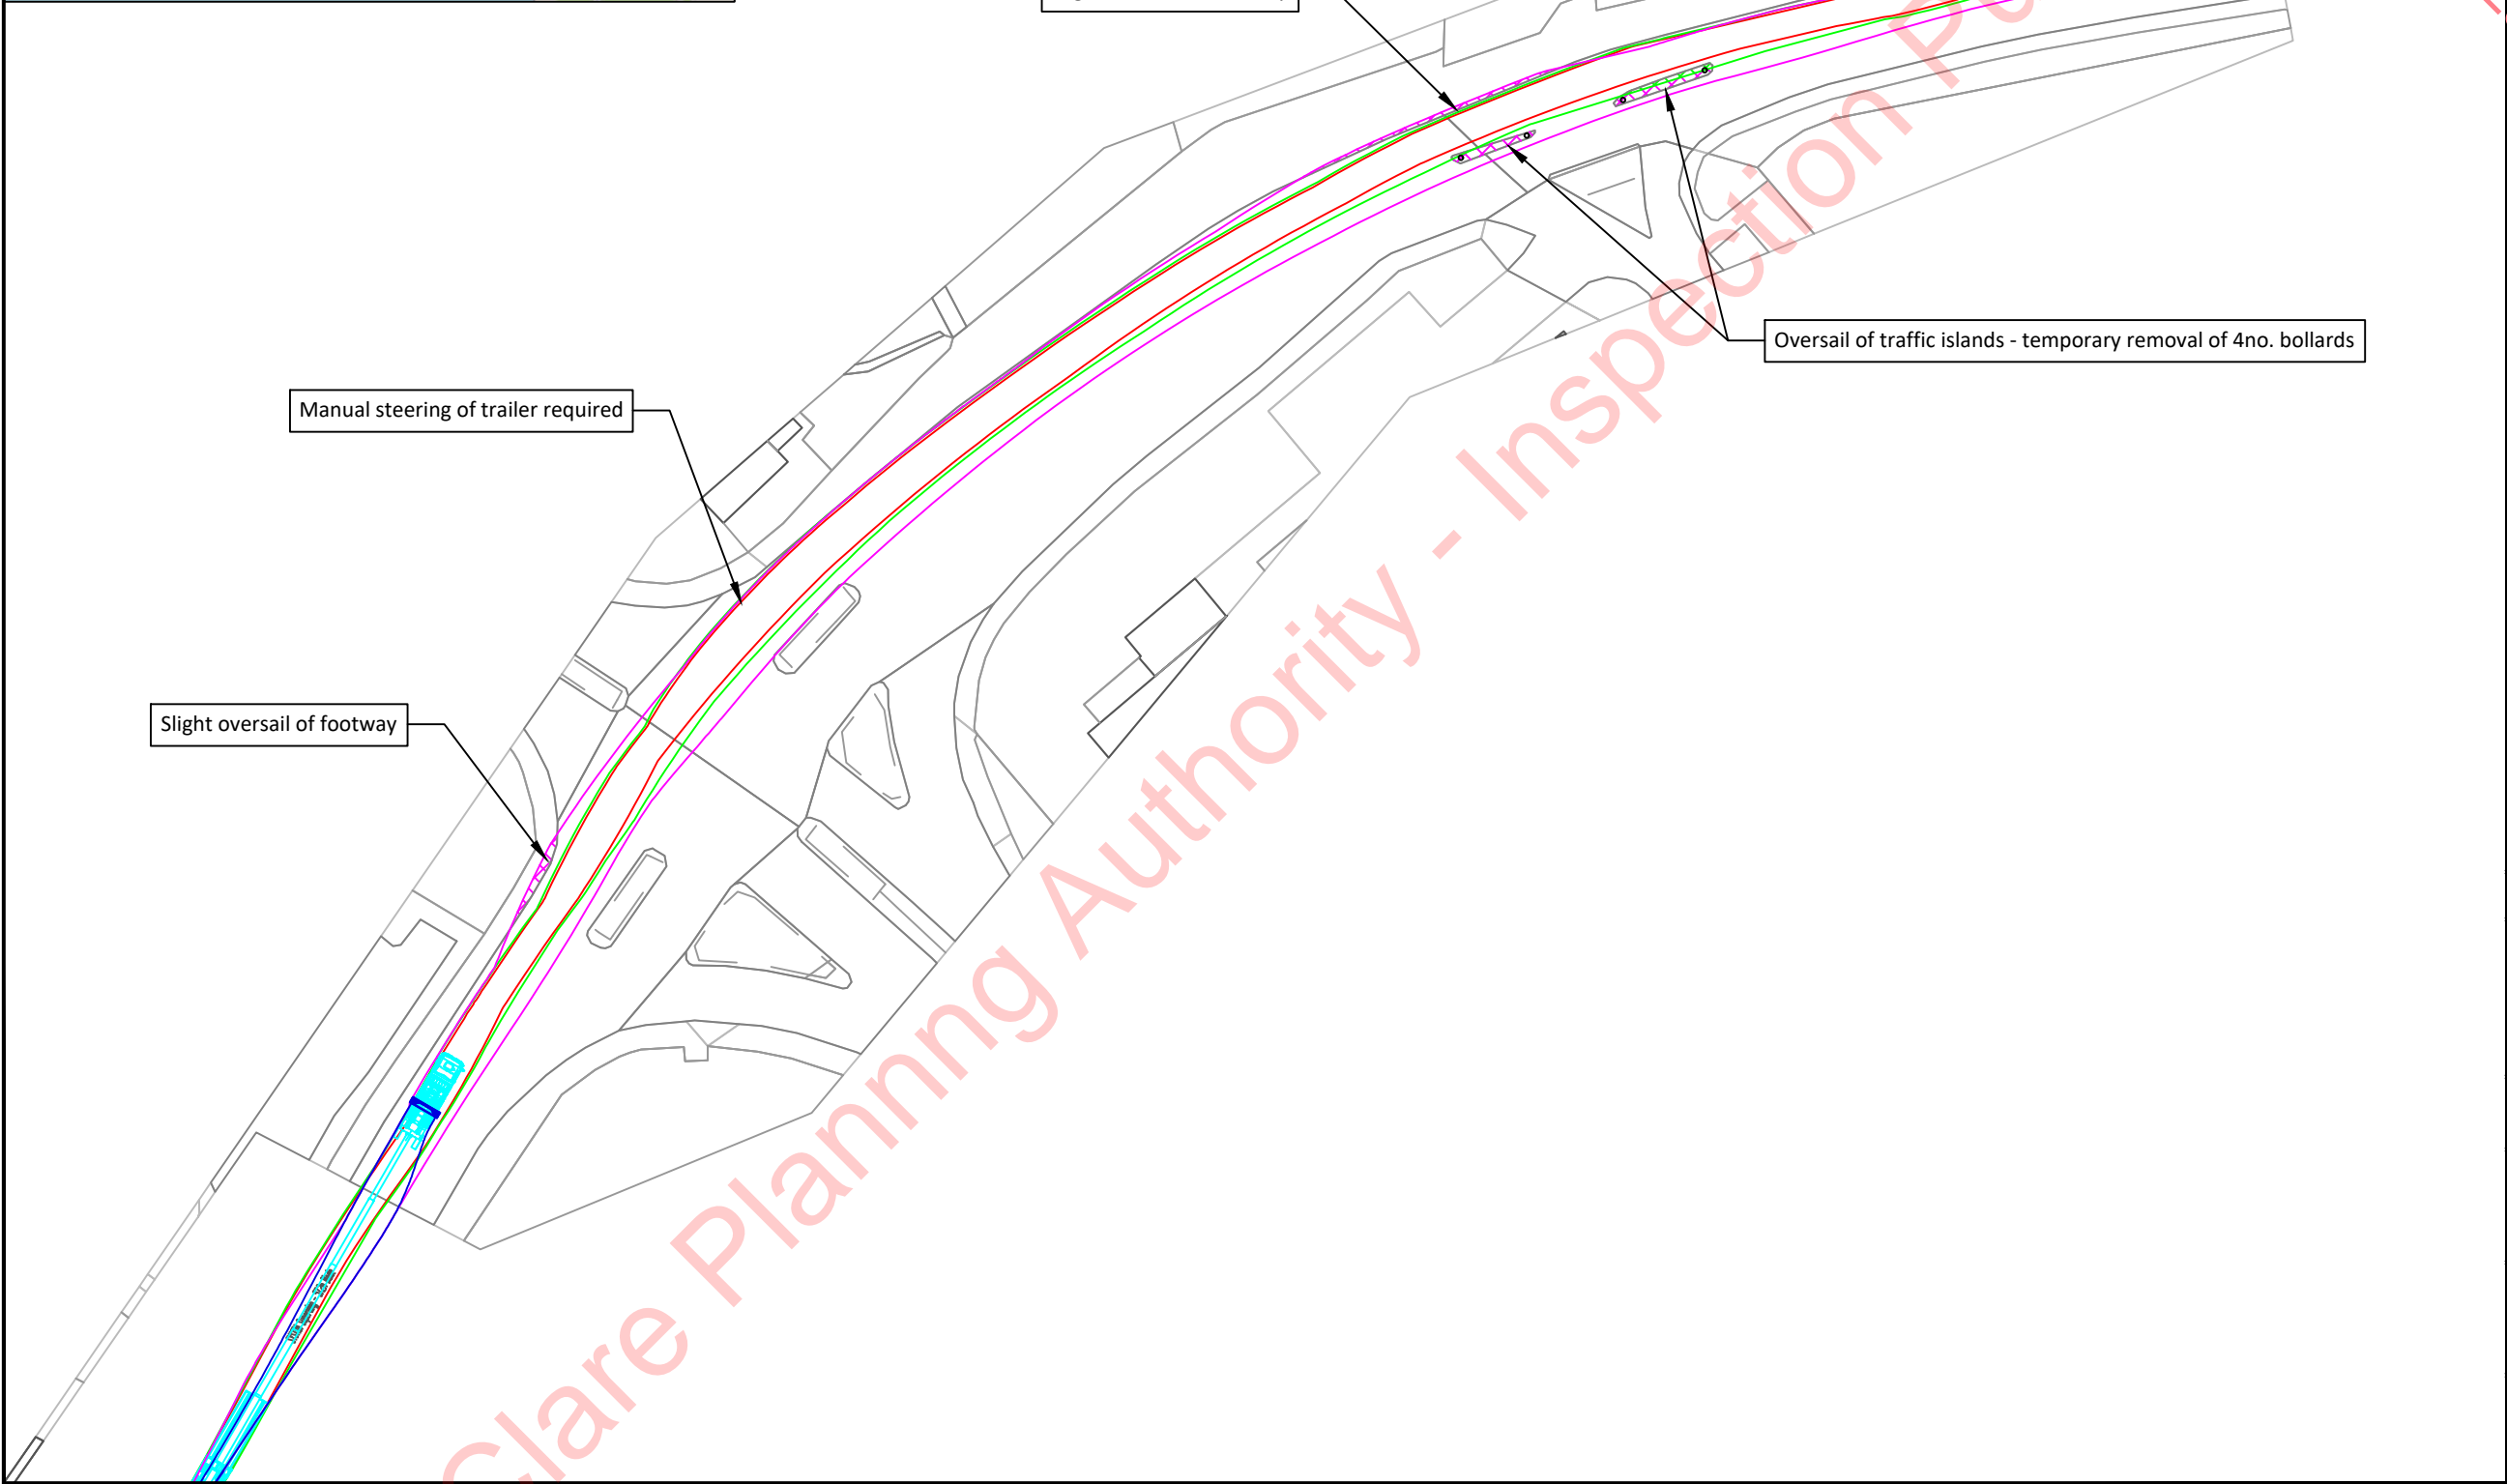 Oversail of traffic islands - temporary removal of 4no. bollards
Manual steering of trailer required
Slight oversail of footway
Clare Planning Authority - Inspection